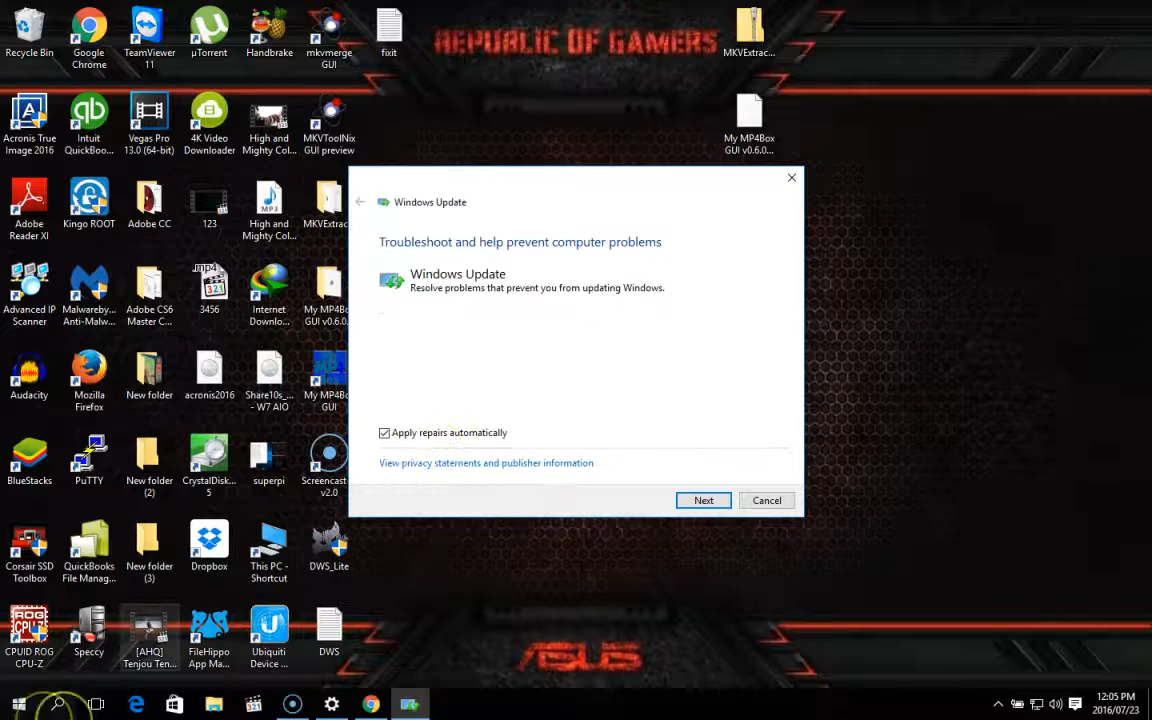 Recycle Bin
Google
Chrome
TeamViewer
11
µTorrent
Handbrake
mkvmerge
GUI
fixit
REPUBLIC OF GAMERS
MKVExtrac...
Acronis True
Image 2016
Intuit
QuickBoo...
Vegas Pro
13.0 (64-bit)
4K Video
Downloader
High and
Mighty Col...
MKVToolNix
GUI preview
My MP4Box
GUI v0.6.0...
Adobe
Reader XI
Kingo ROOT
Adobe CC
123
MP3
High and
Mighty Col...
MKVExtrac
Advanced IP
Scanner
Malwareby...
Anti-Malw...
Adobe CS6
Master C...
.mp4
3456
Internet
Downlo...
My MP4Bo
GUI v0.6.0.
Audacity
Mozilla
Firefox
New folder
acronis2016
Share10s_...
- W7 AIO
My MP4Bo
GUI
BlueStacks
PuTTY
New folder
(2)
CrystalDisk...
5
superpi
Screencast-
v2.0
Corsair SSD
Toolbox
QuickBooks
File Manag...
New folder
(3)
Dropbox
This PC -
Shortcut
DWS_Lite
CPUID ROG
CPU-Z
Speccy
[AHQ]
Tenjou Ten...
FileHippo
App Ma...
Ubiquiti
Device ...
DWS
Windows Update
Troubleshoot and help prevent computer problems
Windows Update
Resolve problems that prevent you from updating Windows.
Apply repairs automatically
View privacy statements and publisher information
Next
Cancel
ASUS
12:05 PM
2016/07/23